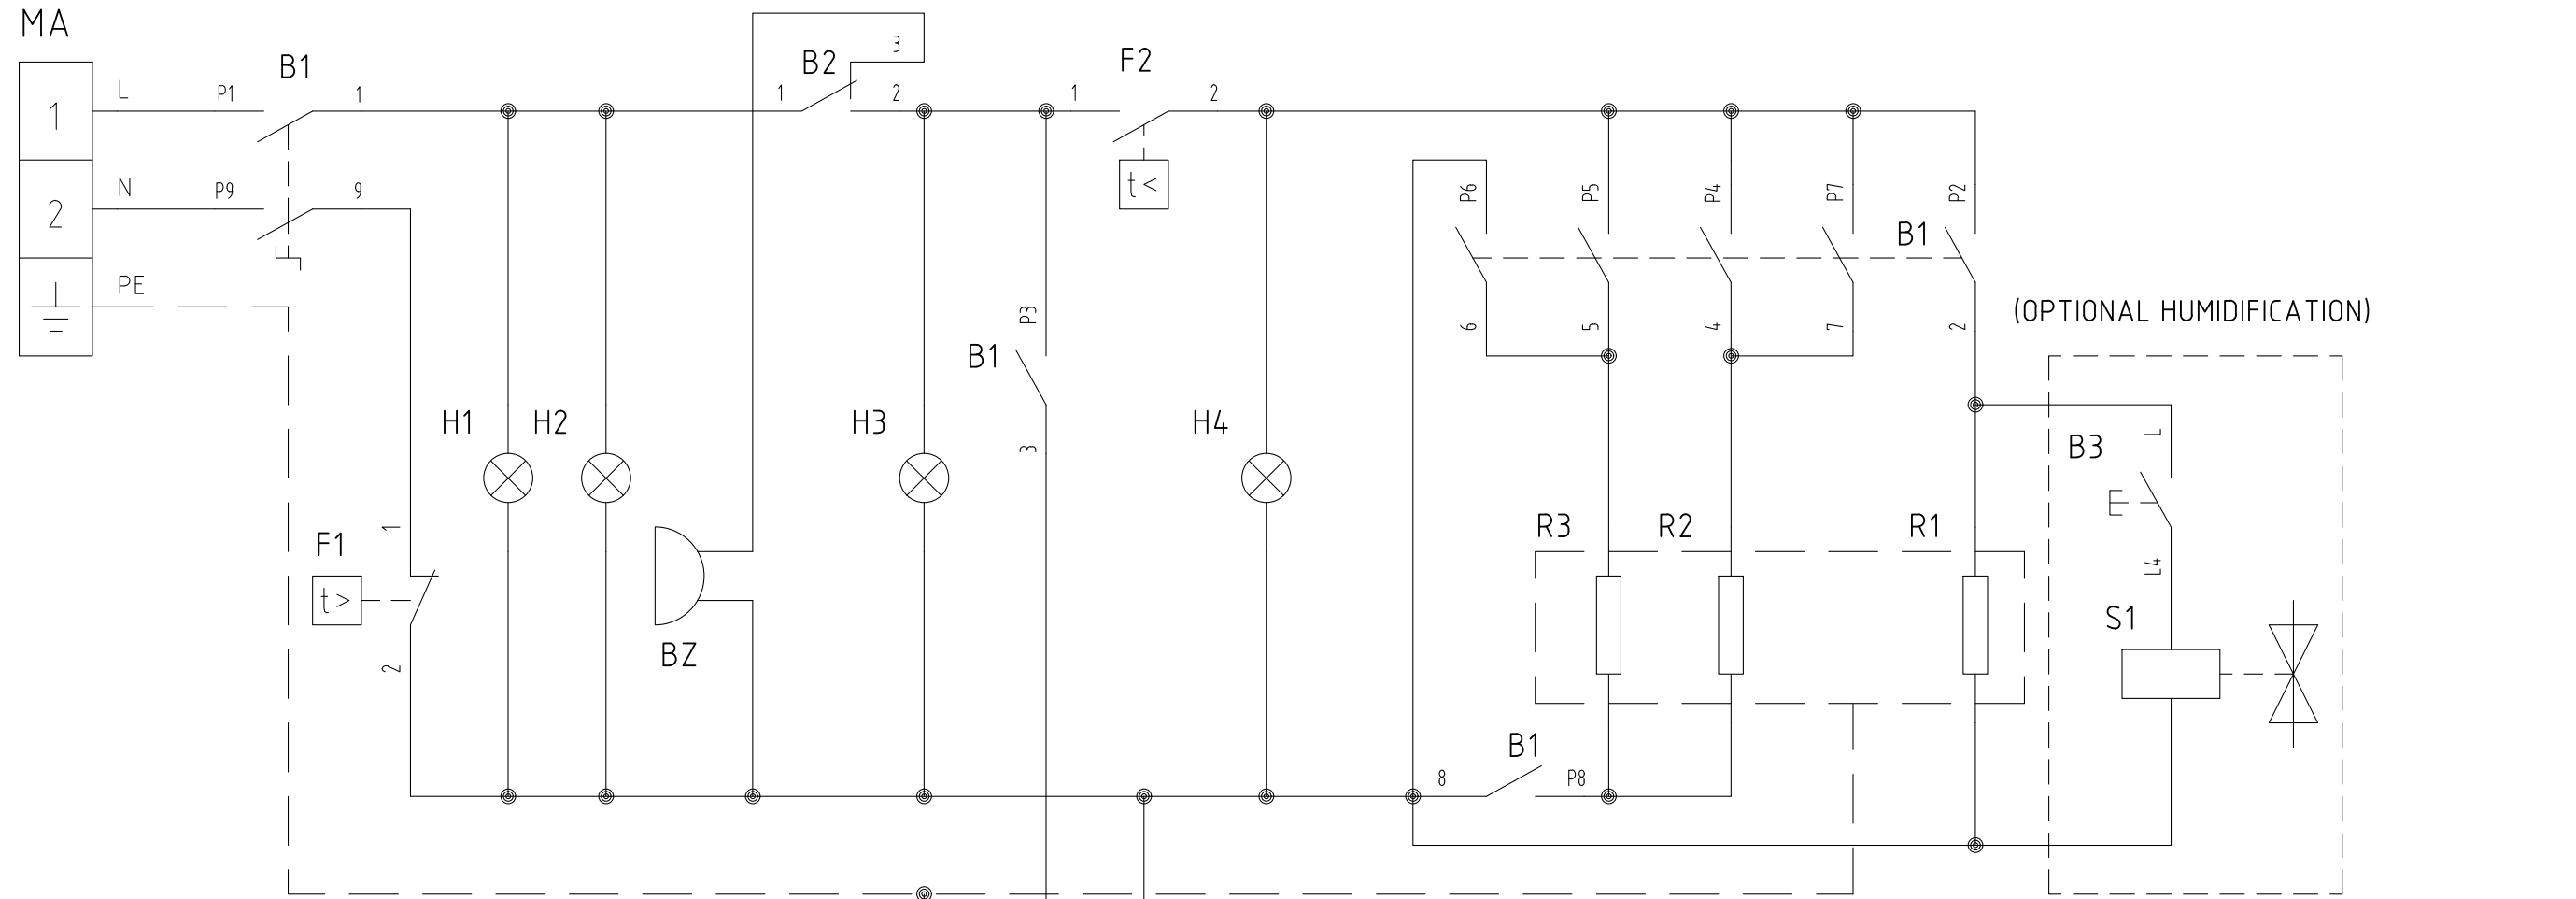 MA
1
2
L
N
PE
P1
P9
B1
1
9
B2
1
3
2
F2
1
2
t<
P6
P5
P4
P7
P2
B1
6
5
4
7
2
P3
B1
3
(OPTIONAL HUMIDIFICATION)
H1
H2
H3
H4
B3
L
L4
F1
t>
1
2
BZ
R3
R2
R1
S1
B1
8
P8